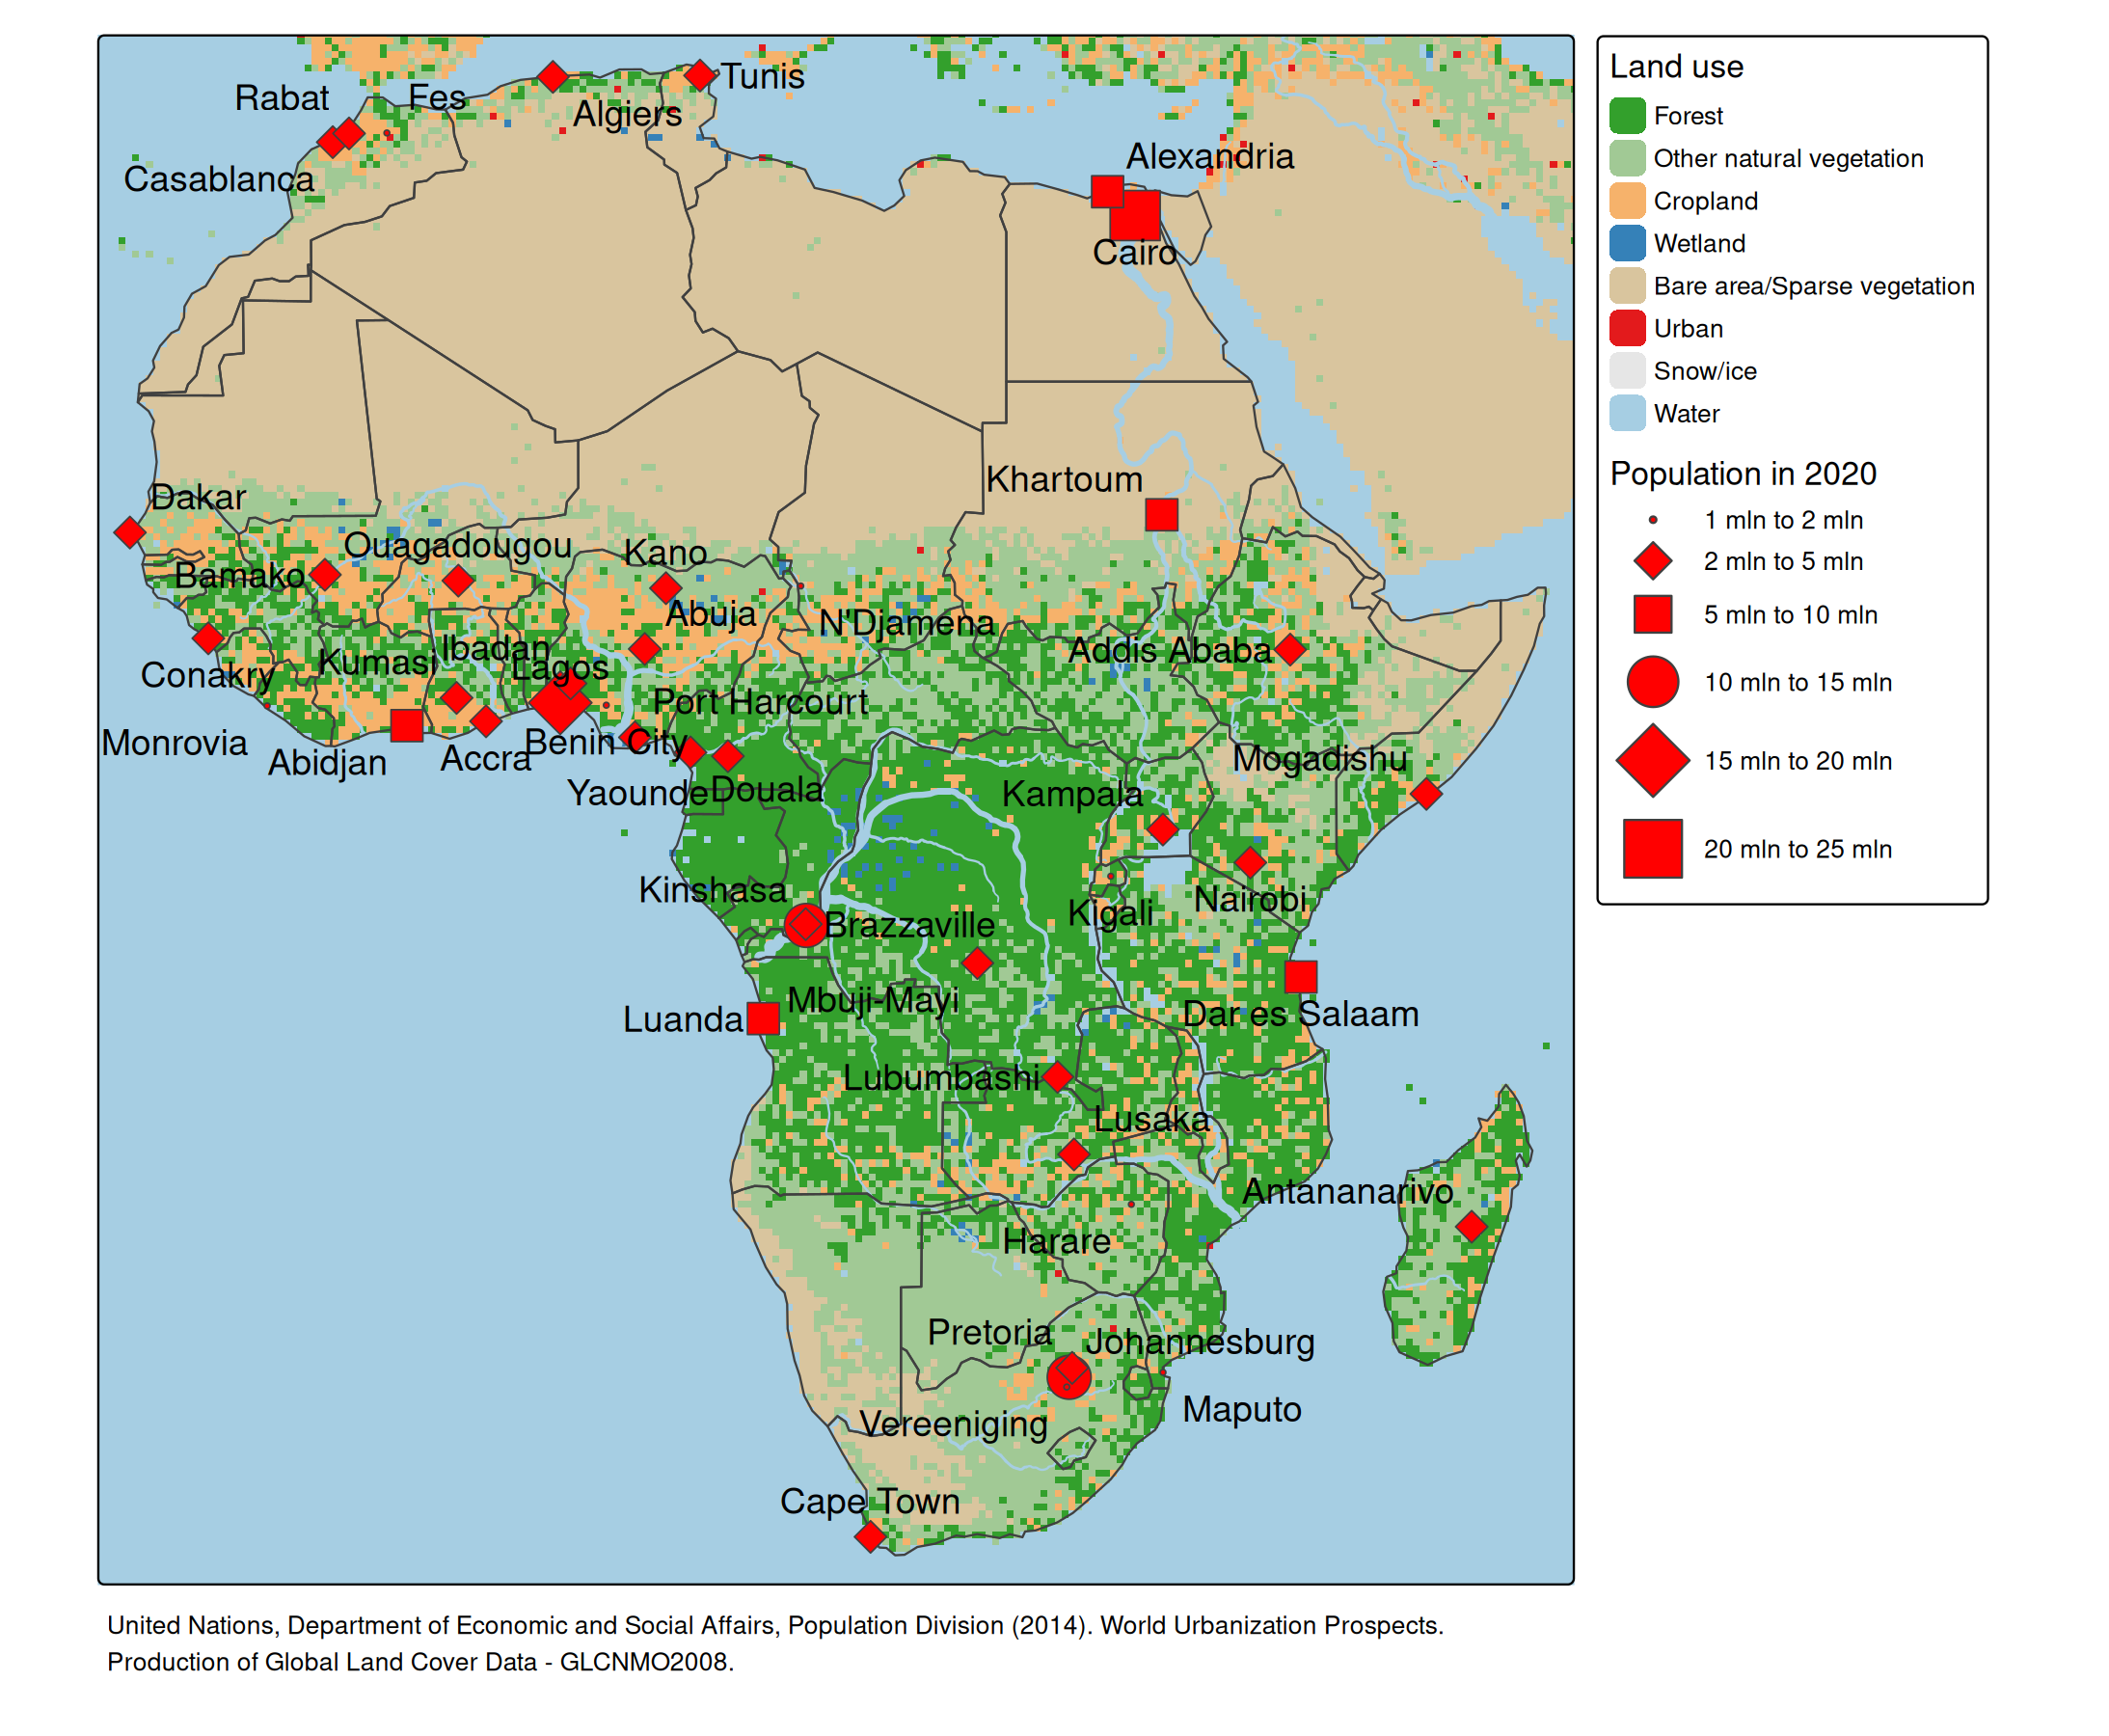 Rabat
Fes
Algiers
Tunis
Casablanca
Alexandria
Cairo
Khartoum
Dakar
Ouagadougou
Kano
Bamako
Abuja
N'Djamena
Conakry
Kumasi
Ibadan
Lagos
Addis Ababa
Port Harcourt
Monrovia
Abidjan
Accra
Benin City
Mogadishu
Yaounde
Douala
Kampala
Kinshasa
Brazzaville
Kigali
Nairobi
Luanda
Mbuji-Mayi
Dar es Salaam
Lubumbashi
Lusaka
Antananarivo
Harare
Pretoria
Johannesburg
Maputo
Vereeniging
Cape Town
Land use
Forest
Other natural vegetation
Cropland
Wetland
Bare area/Sparse vegetation
Urban
Snow/ice
Water
Population in 2020
1 mln to 2 mln
2 mln to 5 mln
5 mln to 10 mln
10 mln to 15 mln
15 mln to 20 mln
20 mln to 25 mln
United Nations, Department of Economic and Social Affairs, Population Division (2014). World Urbanization Prospects.
Production of Global Land Cover Data - GLCNMO2008.